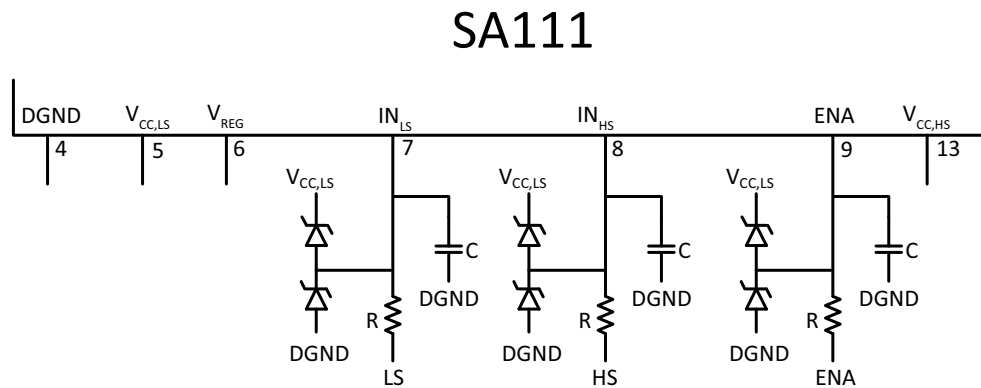 SA111
DGND V_CC,LS V_REG IN_LS IN_HS ENA V_CC,HS
4 5 6 7 8 9 13
V_CC,LS V_CC,LS V_CC,LS
C C C
DGND DGND DGND
R R R
DGND DGND DGND
LS HS ENA